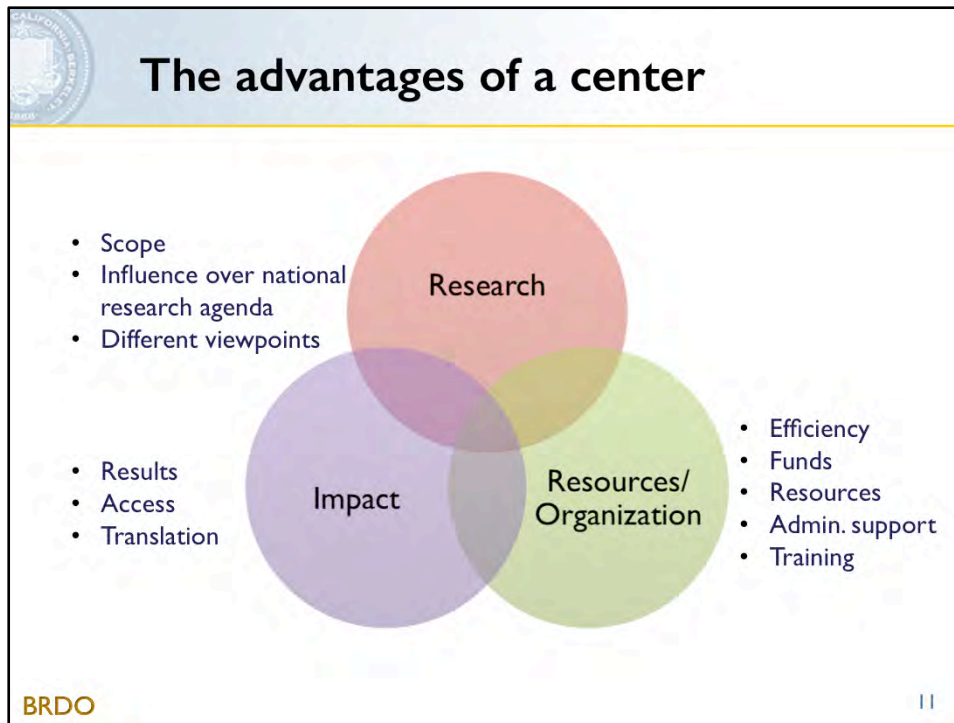 The advantages of a center
• Scope
• Influence over national
research agenda
• Different viewpoints
Research
• Results
• Access
• Translation
Impact
Resources/
Organization
• Efficiency
• Funds
• Resources
• Admin. support
• Training
BRDO
11